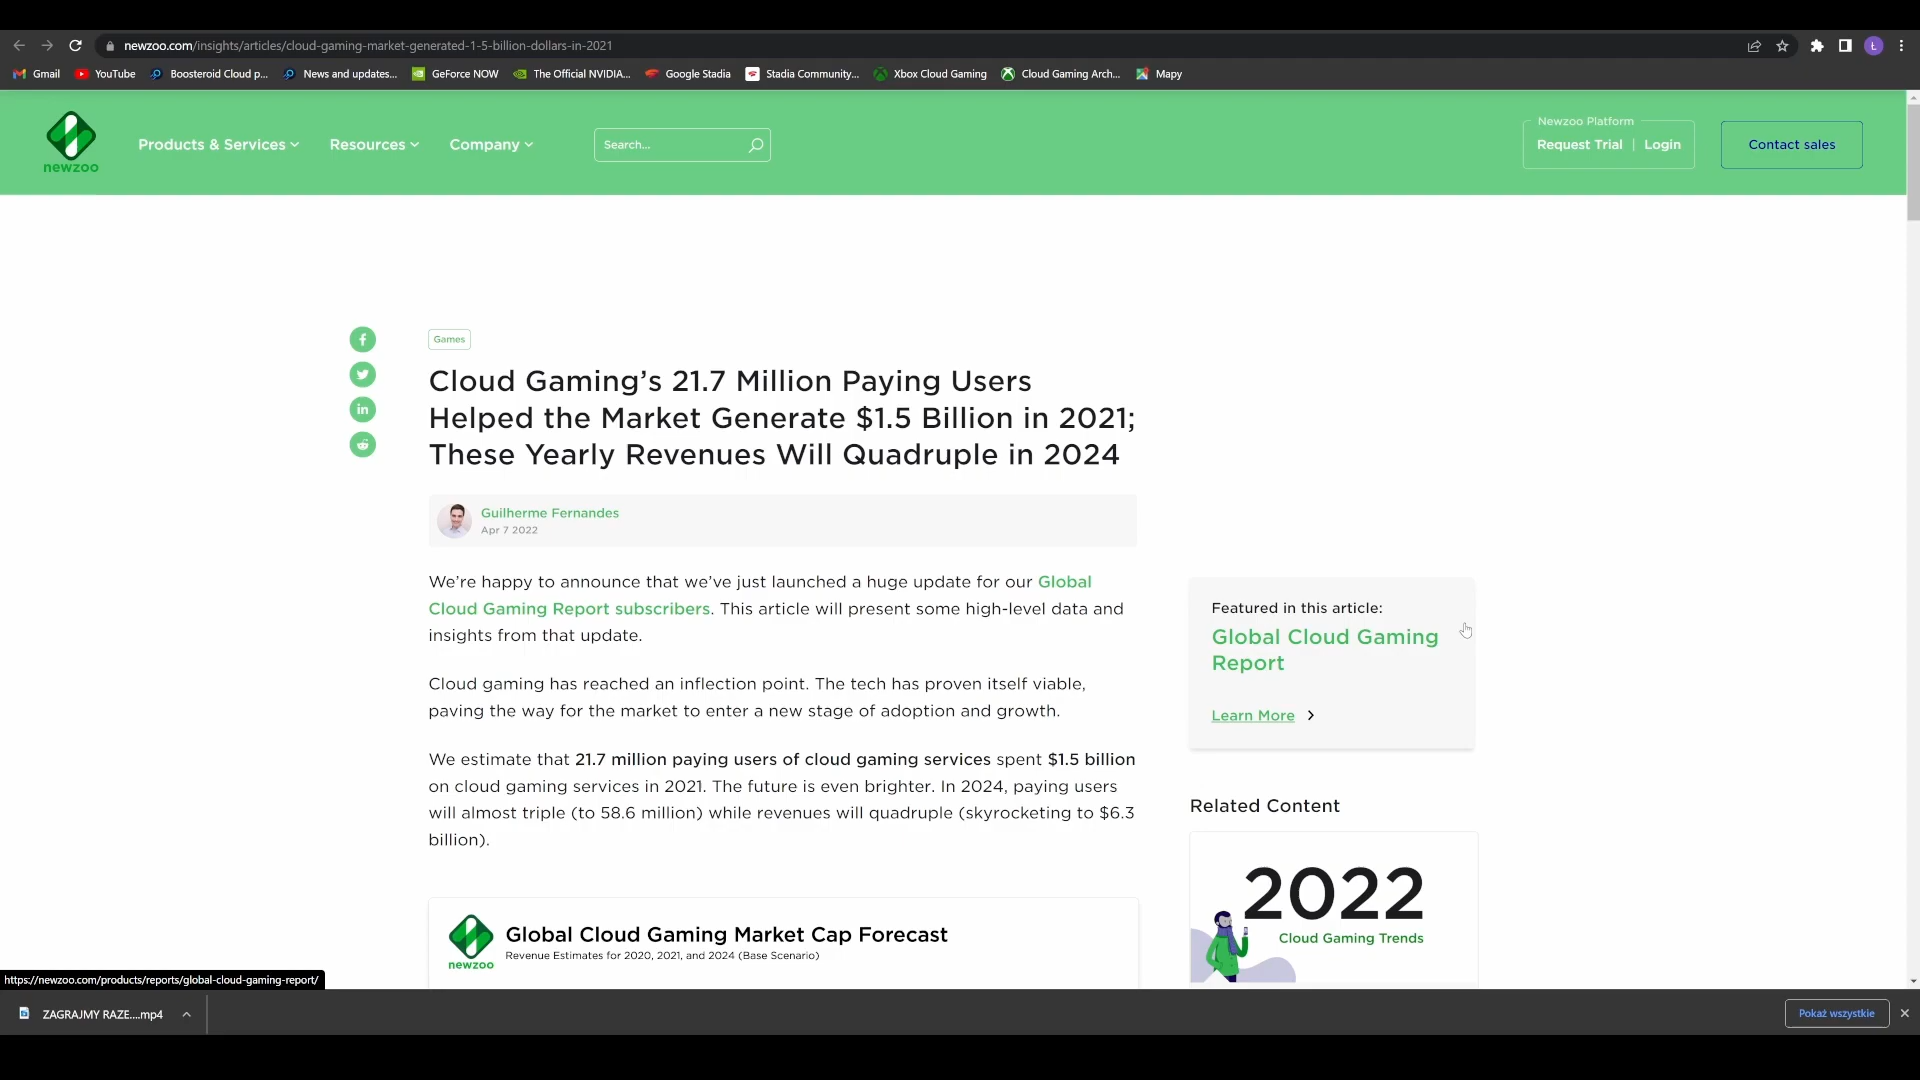 newzoo.com/insights/articles/cloud-gaming-market-generated-1-5-billion-dollars-in-2021
Ł
Gmail
YouTube
Boosteroid Cloud p...
News and updates...
GeForce NOW
The Official NVIDIA...
Google Stadia
Stadia Community...
Xbox Cloud Gaming
Cloud Gaming Arch...
Mapy
newzoo
Products & Services
Resources
Company
Search...
Newzoo Platform
Request Trial | Login
Contact sales
Games
Cloud Gaming’s 21.7 Million Paying Users
Helped the Market Generate $1.5 Billion in 2021;
These Yearly Revenues Will Quadruple in 2024
Guilherme Fernandes
Apr 7 2022
We’re happy to announce that we’ve just launched a huge update for our Global
Cloud Gaming Report subscribers. This article will present some high-level data and
insights from that update.
Cloud gaming has reached an inflection point. The tech has proven itself viable,
paving the way for the market to enter a new stage of adoption and growth.
We estimate that 21.7 million paying users of cloud gaming services spent $1.5 billion
on cloud gaming services in 2021. The future is even brighter. In 2024, paying users
will almost triple (to 58.6 million) while revenues will quadruple (skyrocketing to $6.3
billion).
newzoo
Global Cloud Gaming Market Cap Forecast
Revenue Estimates for 2020, 2021, and 2024 (Base Scenario)
Featured in this article:
Global Cloud Gaming
Report
Learn More
Related Content
2022
Cloud Gaming Trends
https://newzoo.com/products/reports/global-cloud-gaming-report/
ZAGRAJMY RAZE....mp4
Pokaż wszystkie